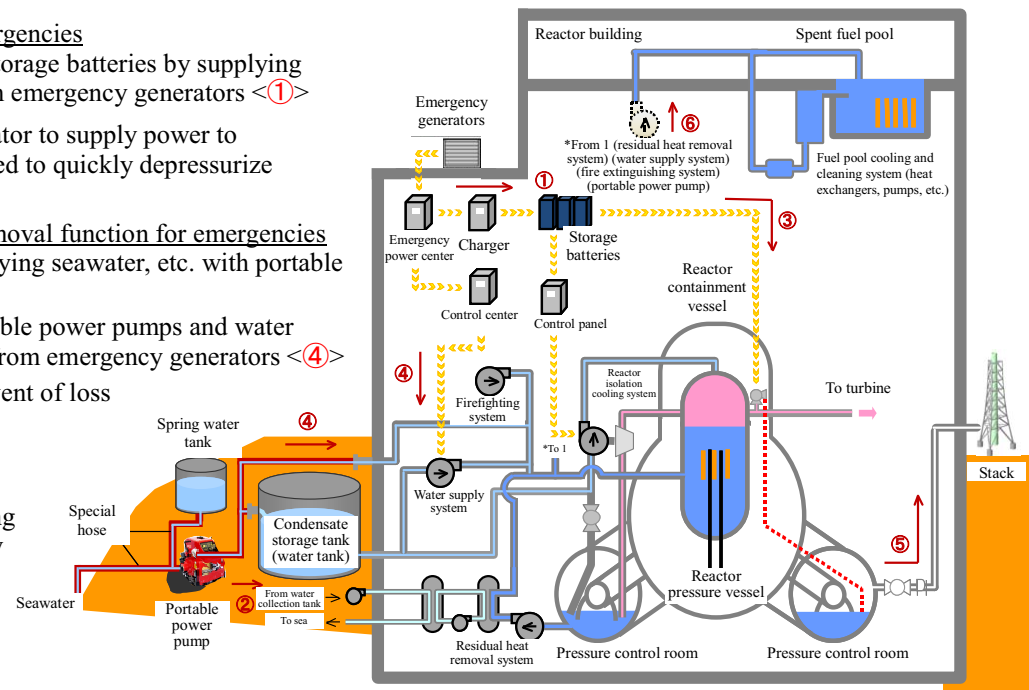 rgencies
torage batteries by supplying
n emergency generators <①>
ator to supply power to
ed to quickly depressurize
moval function for emergencies
ying seawater, etc. with portable
ble power pumps and water
from emergency generators <④>
vent of loss
ng
y
Reactor building
Spent fuel pool
Emergency
generators
⑥
*From 1 (residual heat removal
system) (water supply system)
(fire extinguishing system)
(portable power pump)
Fuel pool cooling and
cleaning system (heat
exchangers, pumps, etc.)
①
③
Emergency
power center
Charger
Storage
batteries
Control center
Control panel
Reactor
containment
vessel
④
Firefighting
system
Reactor
isolation
cooling system
To turbine
*To 1
Water supply
system
④
Spring water
tank
Special
hose
Condensate
storage tank
(water tank)
Seawater
Portable
power
pump
②
From water
collection tank
To sea
Residual heat
removal system
Reactor
pressure vessel
Pressure control room
Pressure control room
⑤
Stack